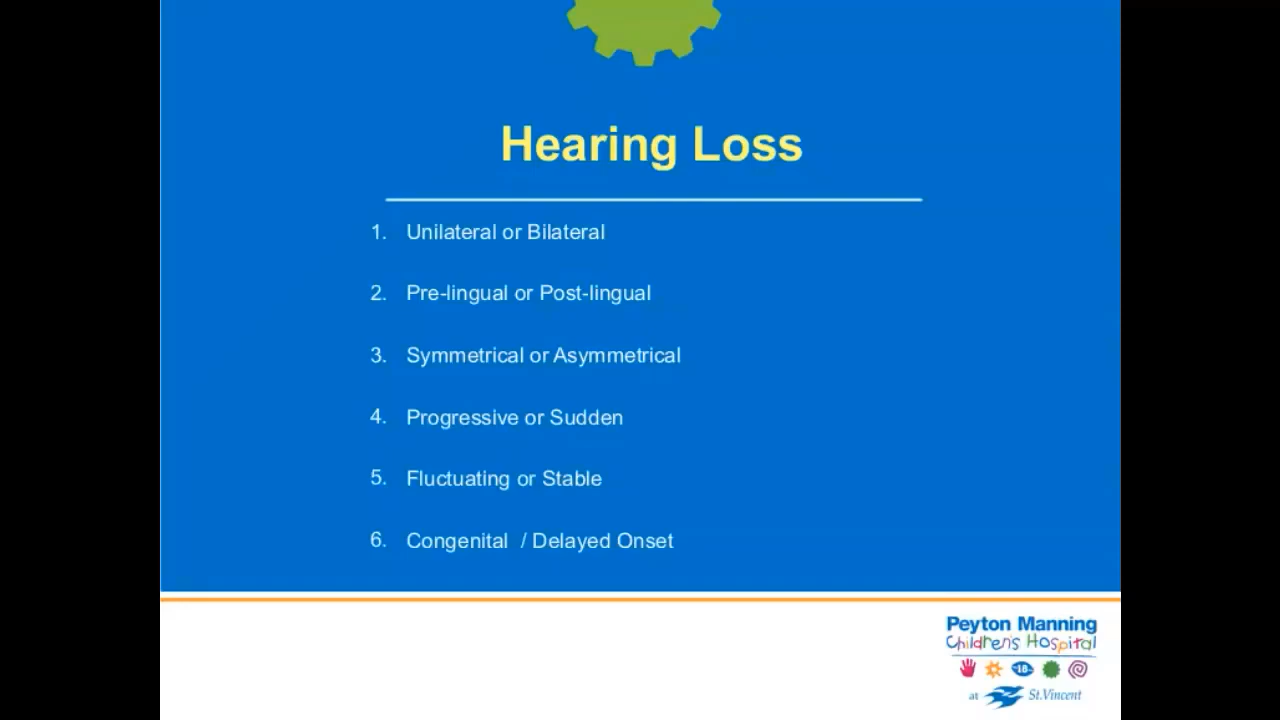 Hearing Loss
1. Unilateral or Bilateral
2. Pre-lingual or Post-lingual
3. Symmetrical or Asymmetrical
4. Progressive or Sudden
5. Fluctuating or Stable
6. Congenital / Delayed Onset
Peyton Manning
Children's Hospital
18
at St.Vincent